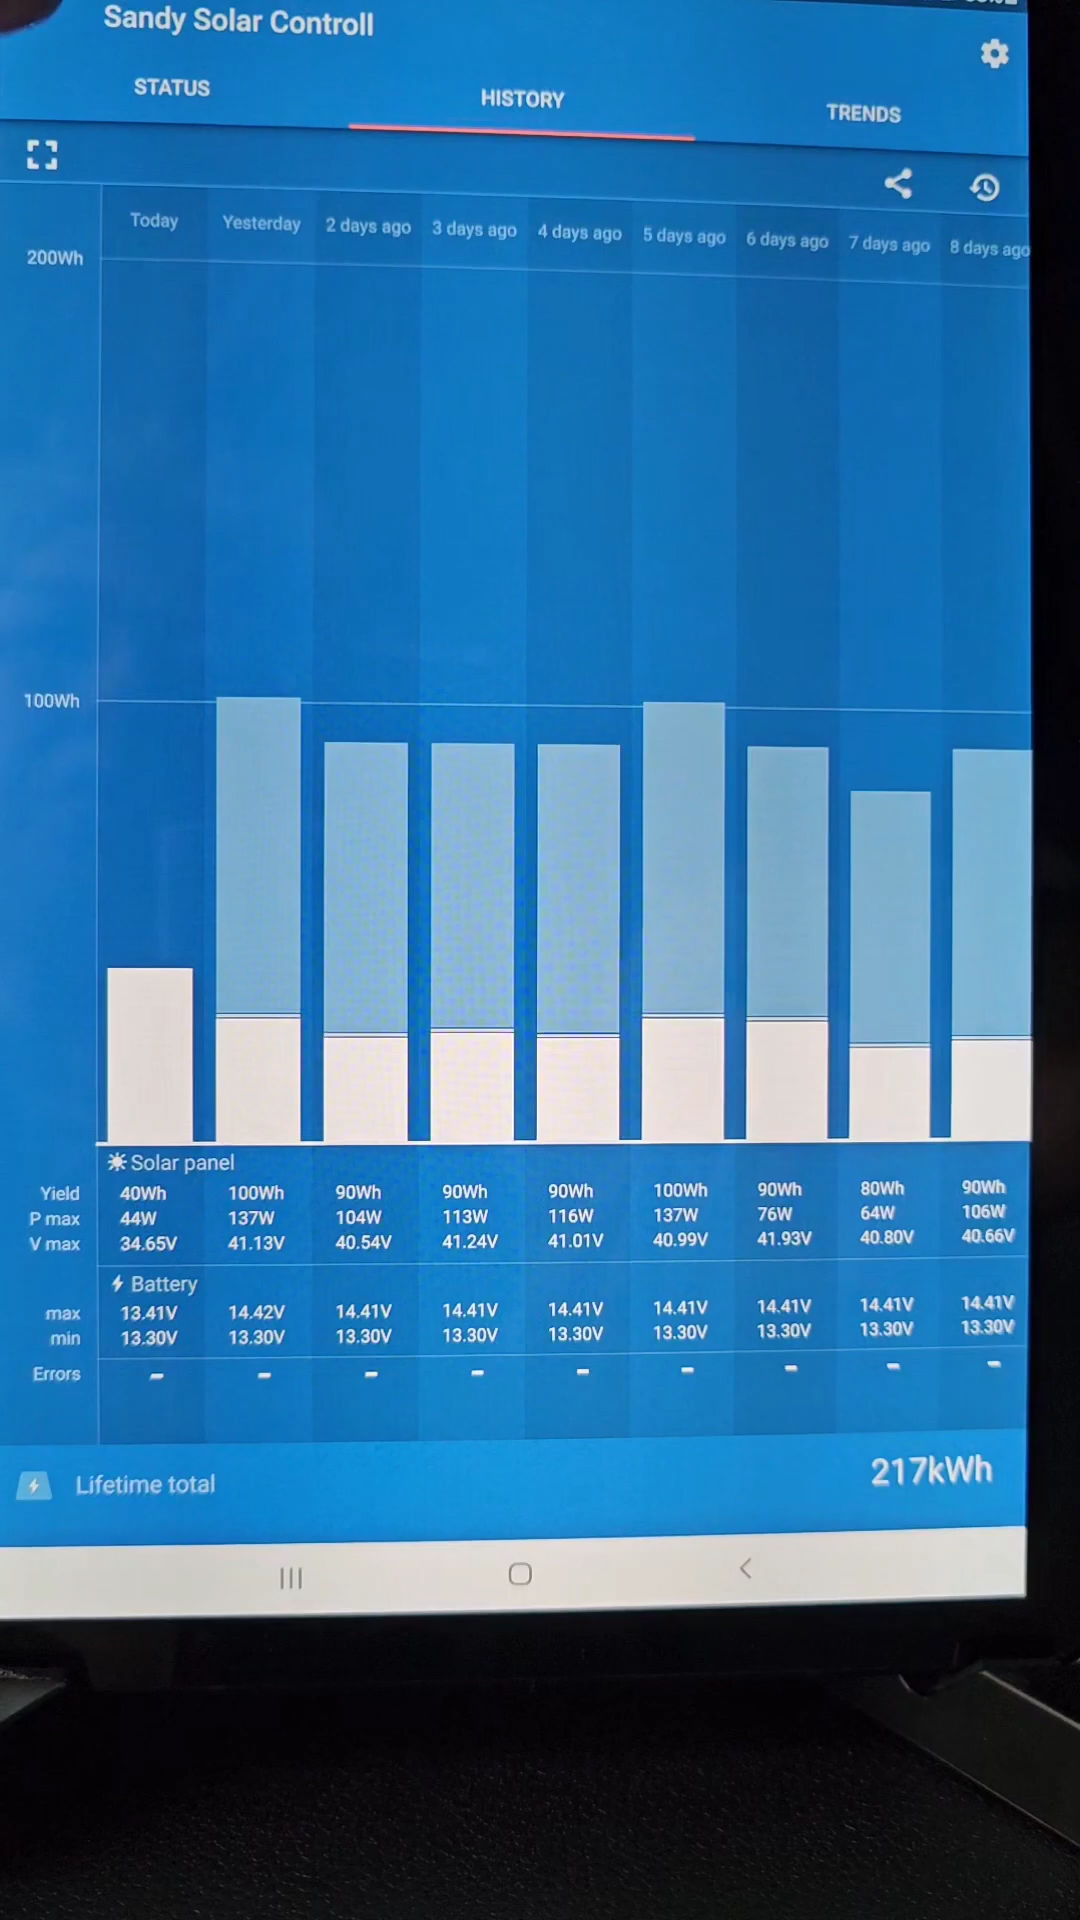 Sandy Solar Controll
STATUS HISTORY TRENDS
Today Yesterday 2 days ago 3 days ago 4 days ago 5 days ago 6 days ago 7 days ago 8 days ago
200Wh
100Wh
Solar panel
Yield 40Wh 100Wh 90Wh 90Wh 90Wh 100Wh 90Wh 80Wh 90Wh
P max 44W 137W 104W 113W 116W 137W 76W 64W 106W
V max 34.65V 41.13V 40.54V 41.24V 41.01V 40.99V 41.93V 40.80V 40.66V
Battery
max 13.41V 14.42V 14.41V 14.41V 14.41V 14.41V 14.41V 14.41V 14.41V
min 13.30V 13.30V 13.30V 13.30V 13.30V 13.30V 13.30V 13.30V 13.30V
Errors - - - - - - - - -
Lifetime total 217kWh